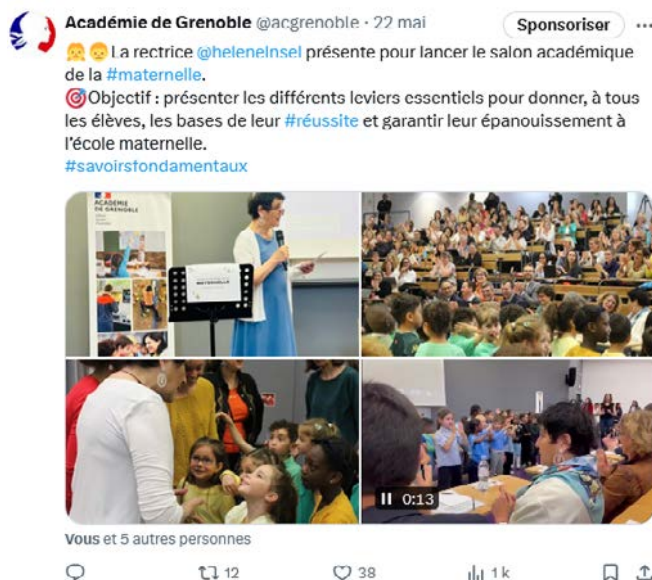 Académie de Grenoble @acgrenoble · 22 mai
Sponsoriser
La rectrice @heleneInsel présente pour lancer le salon académique
de la #maternelle.
Objectif : présenter les différents leviers essentiels pour donner, à tous
les élèves, les bases de leur #réussite et garantir leur épanouissement à
l'école maternelle.
#savoirsfondamentaux
ACADÉMIE
DE GRENOBLE
MATERNELLE
0:13
Vous et 5 autres personnes
12
38
1 k